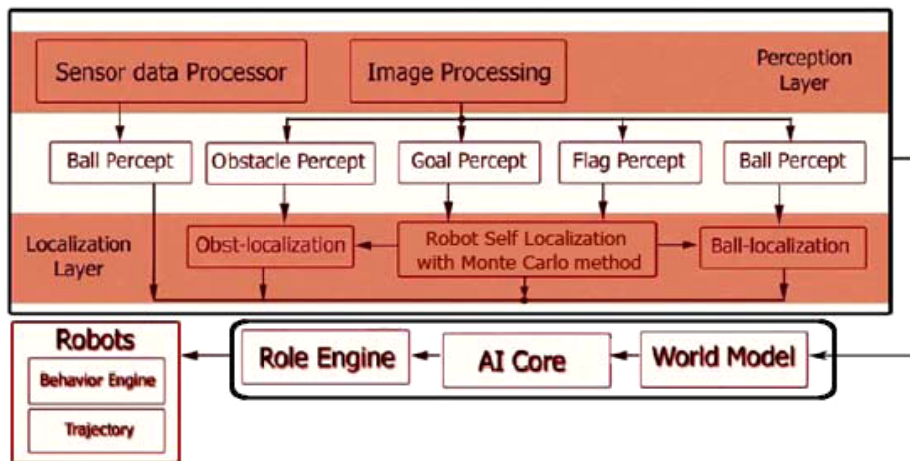 Sensor data Processor
Image Processing
Perception
Layer
Ball Percept
Obstacle Percept
Goal Percept
Flag Percept
Ball Percept
Localization
Layer
Obst-localization
Robot Self Localization
with Monte Carlo method
Ball-localization
Robots
Behavior Engine
Trajectory
Role Engine
AI Core
World Model